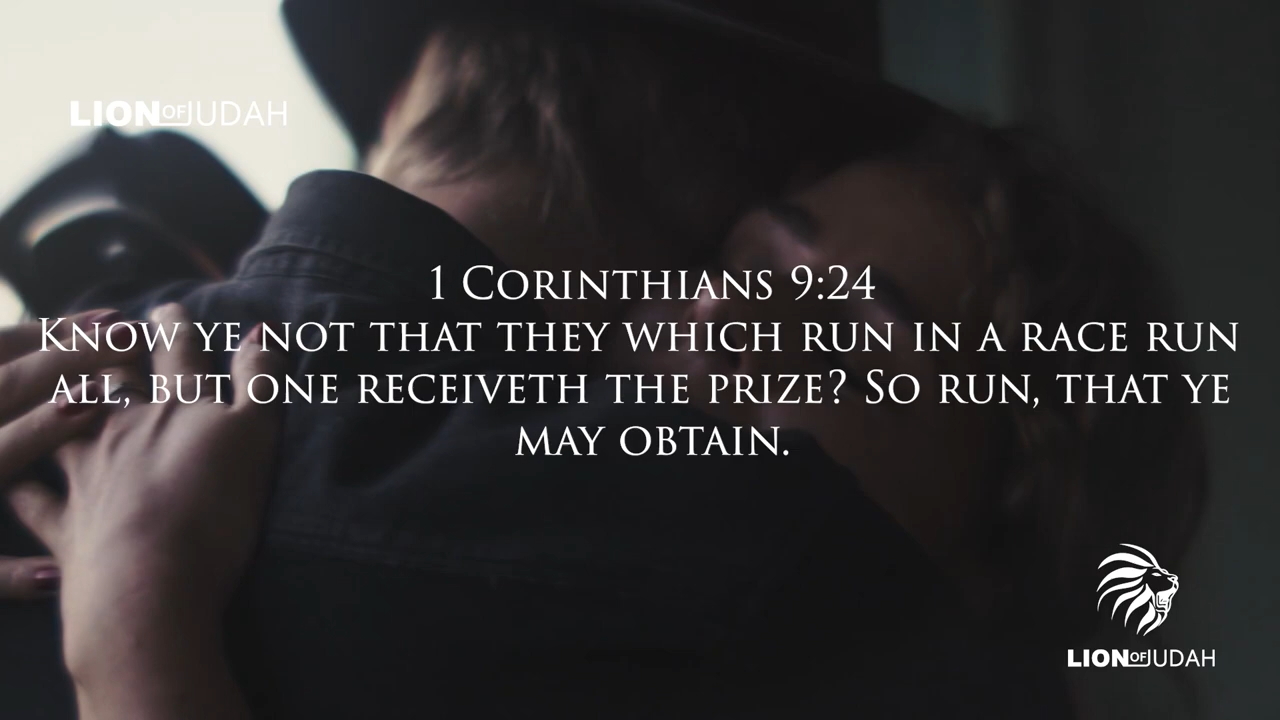 LION OF JUDAH
1 Corinthians 9:24
Know ye not that they which run in a race run
all, but one receiveth the prize? So run, that ye
may obtain.
LION OF JUDAH